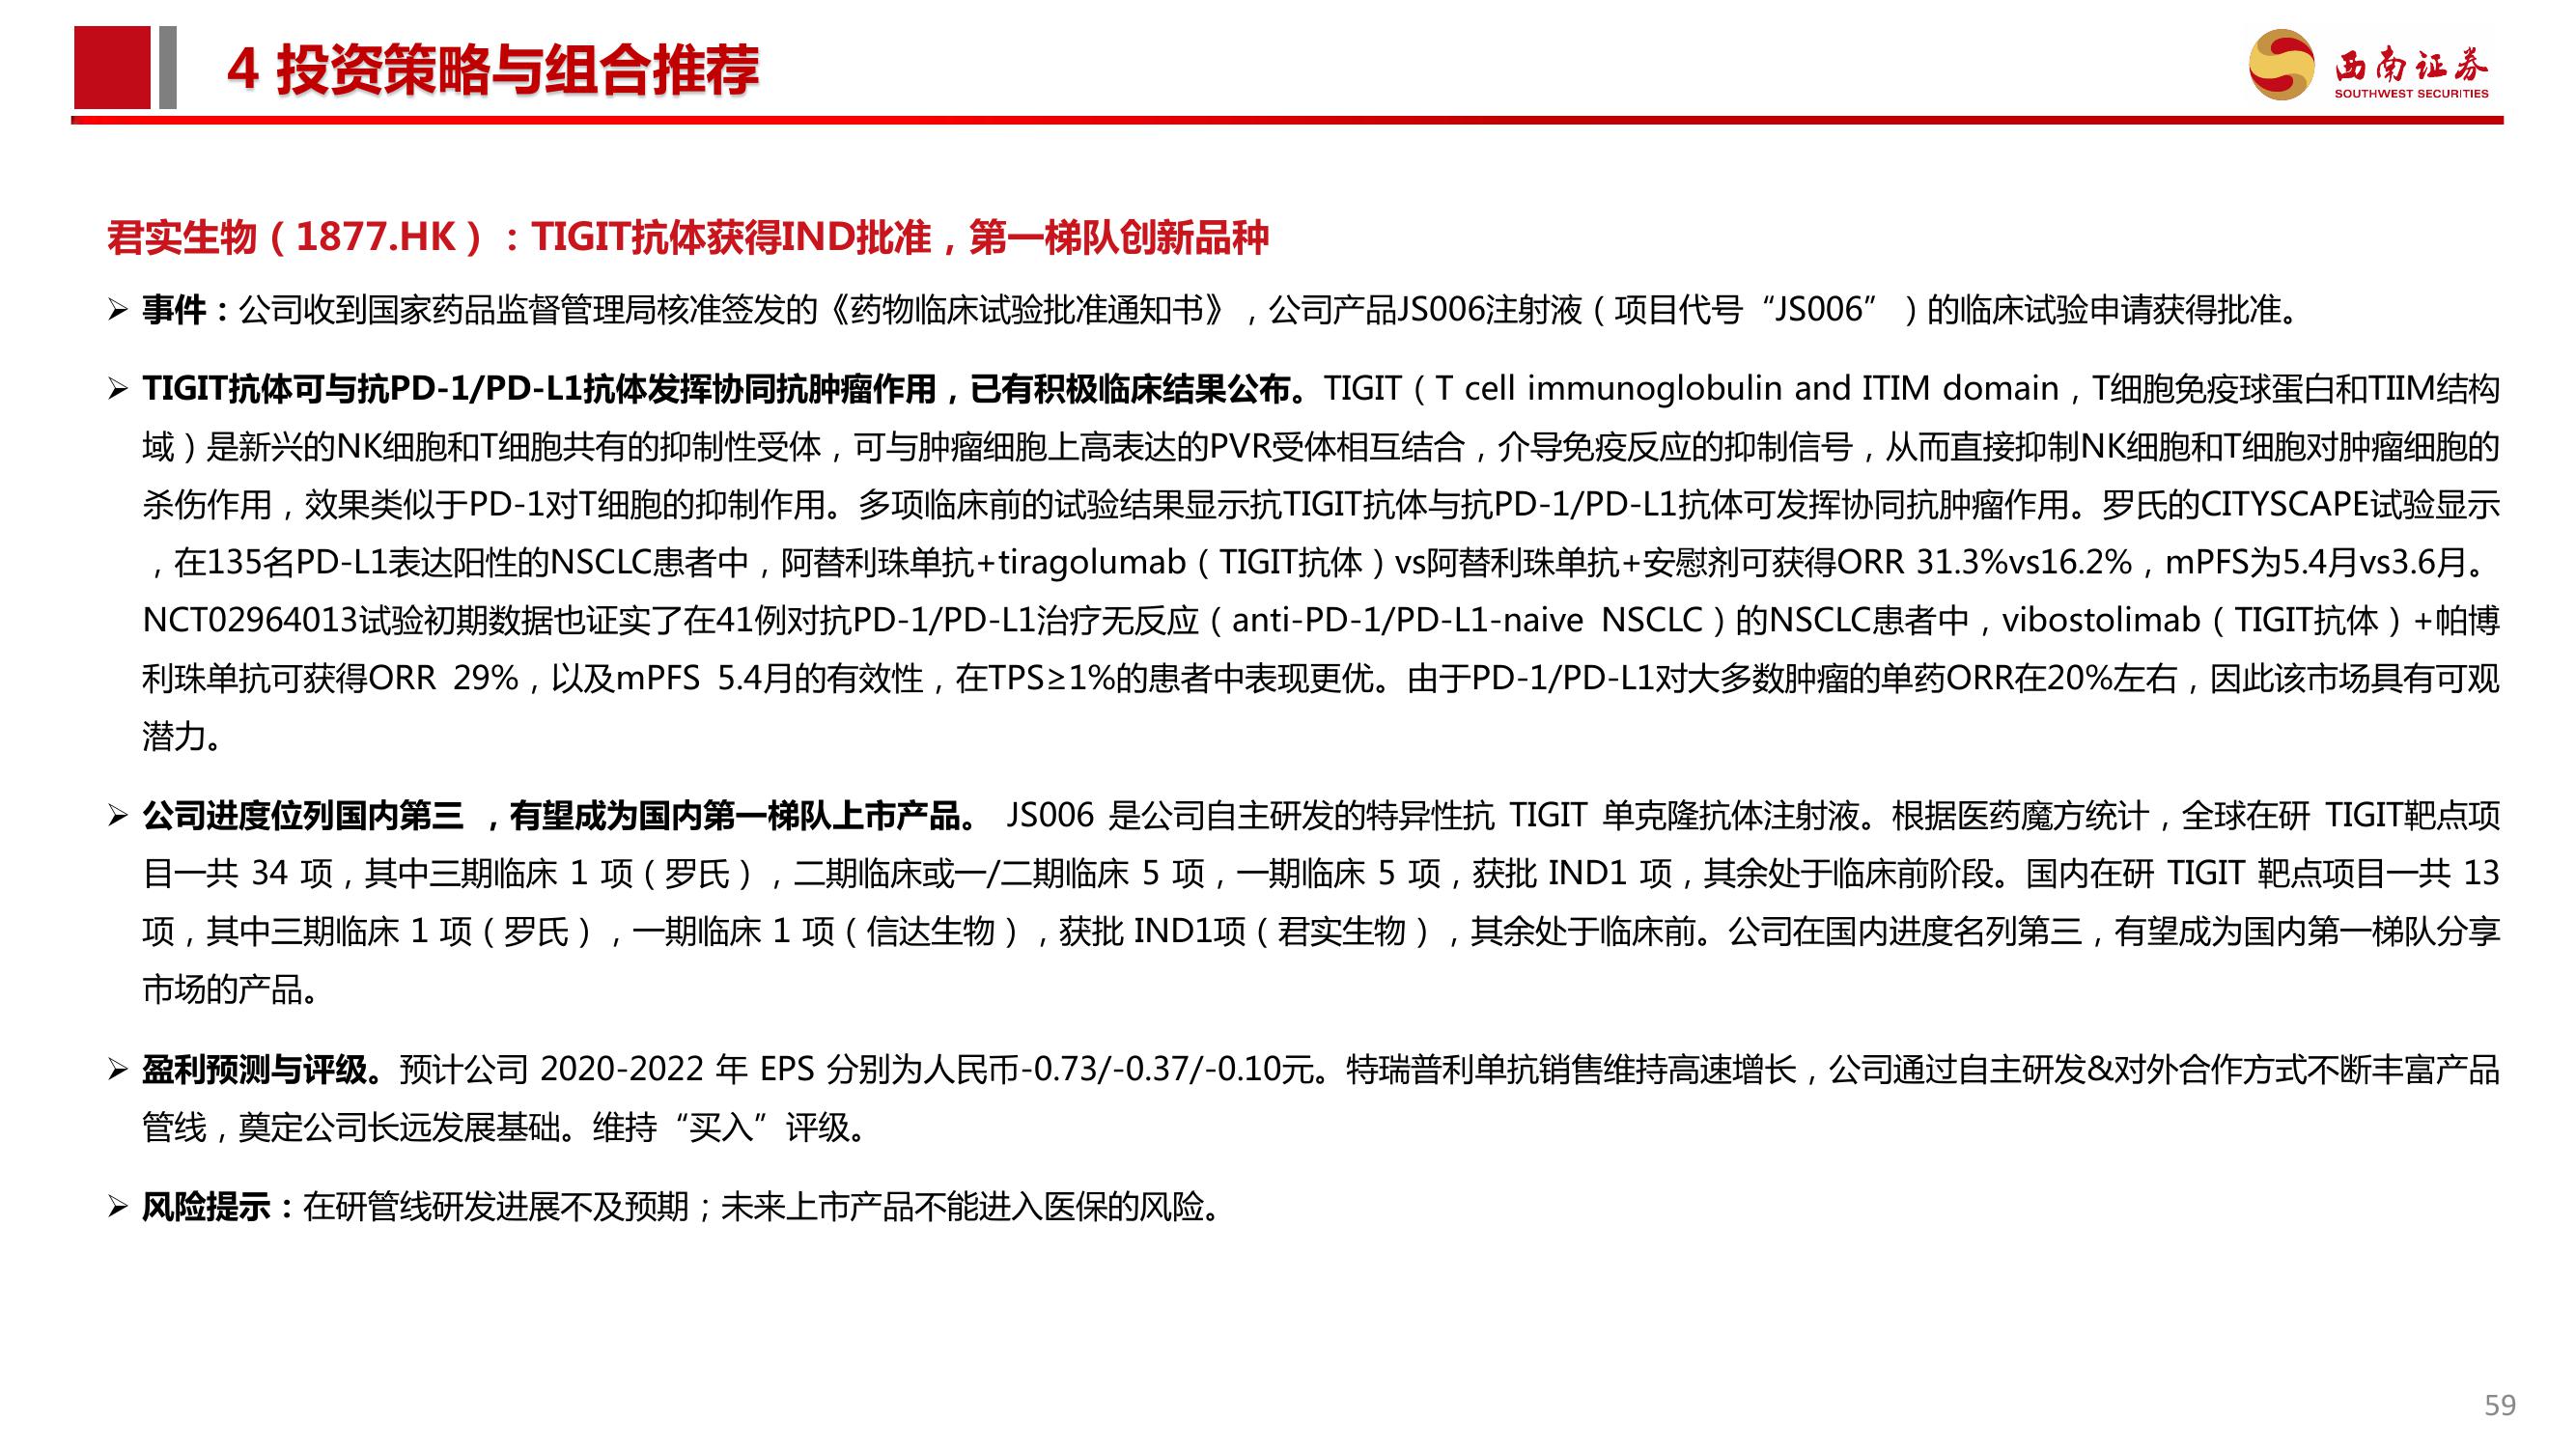 4 投资策略与组合推荐
西南证券
SOUTHWEST SECURITIES
君实生物（1877.HK）：TIGIT抗体获得IND批准，第一梯队创新品种
➢ 事件：公司收到国家药品监督管理局核准签发的《药物临床试验批准通知书》，公司产品JS006注射液（项目代号“JS006” ）的临床试验申请获得批准。
➢ TIGIT抗体可与抗PD-1/PD-L1抗体发挥协同抗肿瘤作用，已有积极临床结果公布。TIGIT（T cell immunoglobulin and ITIM domain，T细胞免疫球蛋白和TIIM结构
域）是新兴的NK细胞和T细胞共有的抑制性受体，可与肿瘤细胞上高表达的PVR受体相互结合，介导免疫反应的抑制信号，从而直接抑制NK细胞和T细胞对肿瘤细胞的
杀伤作用，效果类似于PD-1对T细胞的抑制作用。多项临床前的试验结果显示抗TIGIT抗体与抗PD-1/PD-L1抗体可发挥协同抗肿瘤作用。罗氏的CITYSCAPE试验显示
，在135名PD-L1表达阳性的NSCLC患者中，阿替利珠单抗+tiragolumab（TIGIT抗体）vs阿替利珠单抗+安慰剂可获得ORR 31.3%vs16.2%，mPFS为5.4月vs3.6月。
NCT02964013试验初期数据也证实了在41例对抗PD-1/PD-L1治疗无反应（anti-PD-1/PD-L1-naive NSCLC）的NSCLC患者中，vibostolimab（TIGIT抗体）+帕博
利珠单抗可获得ORR 29%，以及mPFS 5.4月的有效性，在TPS≥1%的患者中表现更优。由于PD-1/PD-L1对大多数肿瘤的单药ORR在20%左右，因此该市场具有可观
潜力。
➢ 公司进度位列国内第三 ，有望成为国内第一梯队上市产品。 JS006 是公司自主研发的特异性抗 TIGIT 单克隆抗体注射液。根据医药魔方统计，全球在研 TIGIT靶点项
目一共 34 项，其中三期临床 1 项（罗氏），二期临床或一/二期临床 5 项，一期临床 5 项，获批 IND1 项，其余处于临床前阶段。国内在研 TIGIT 靶点项目一共 13
项，其中三期临床 1 项（罗氏），一期临床 1 项（信达生物），获批 IND1项（君实生物），其余处于临床前。公司在国内进度名列第三，有望成为国内第一梯队分享
市场的产品。
➢ 盈利预测与评级。预计公司 2020-2022 年 EPS 分别为人民币-0.73/-0.37/-0.10元。特瑞普利单抗销售维持高速增长，公司通过自主研发&对外合作方式不断丰富产品
管线，奠定公司长远发展基础。维持“买入”评级。
➢ 风险提示：在研管线研发进展不及预期；未来上市产品不能进入医保的风险。
59